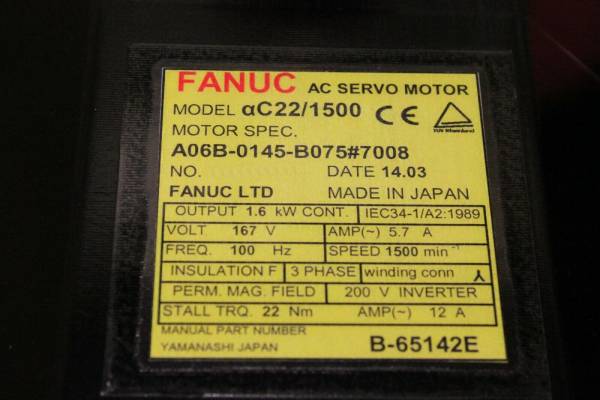 FANUC AC SERVO MOTOR
MODEL αC22/1500 CE
MOTOR SPEC.
A06B-0145-B075#7008
NO. DATE 14.03
FANUC LTD MADE IN JAPAN
OUTPUT 1.6 kW CONT. IEC34-1/A2:1989
VOLT. 167 V AMP(~) 5.7 A
FREQ. 100 Hz SPEED 1500 min⁻¹
INSULATION F 3 PHASE winding conn
PERM. MAG. FIELD 200 V INVERTER
STALL TRQ. 22 Nm AMP(~) 12 A
MANUAL PART NUMBER
YAMANASHI JAPAN B-65142E